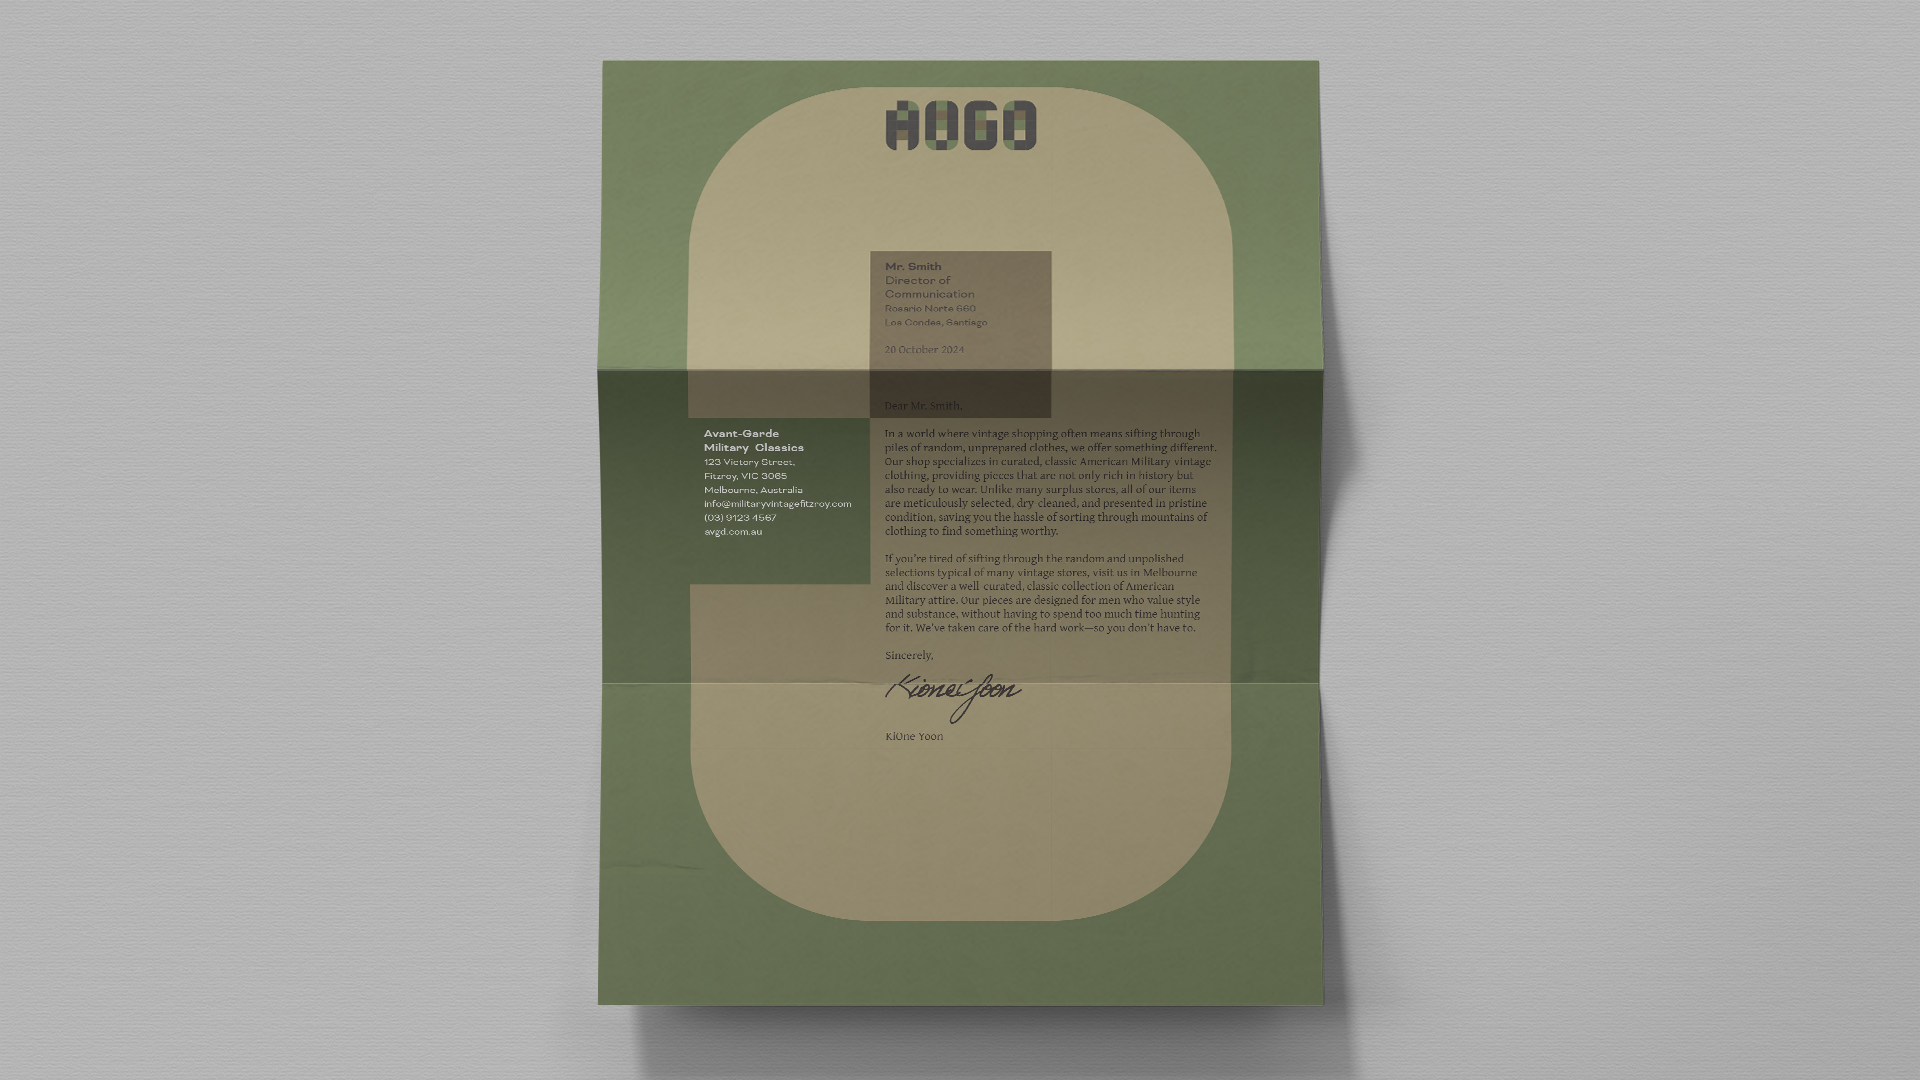 AOGO
Mr. Smith
Director of
Communication
Rosario Norte 660
Los Condes, Santiago
20 October 2024
Dear Mr. Smith,
Avant-Garde
Military Classics
123 Victory Street,
Fitzroy, VIC 3065
Melbourne, Australia
info@militaryvintagefitzroy.com
(03) 9123 4567
avgd.com.au
In a world where vintage shopping often means sifting through
piles of random, unprepared clothes, we offer something different.
Our shop specializes in curated, classic American Military vintage
clothing, providing pieces that are not only rich in history but
also ready to wear. Unlike many surplus stores, all of our items
are meticulously selected, dry-cleaned, and presented in pristine
condition, saving you the hassle of sorting through mountains of
clothing to find something worthy.
If you're tired of sifting through the random and unpolished
selections typical of many vintage stores, visit us in Melbourne
and discover a well-curated, classic collection of American
Military attire. Our pieces are designed for men who value style
and substance, without having to spend too much time hunting
for it. We've taken care of the hard work—so you don't have to.
Sincerely,
Kione Yoon
KiOne Yoon